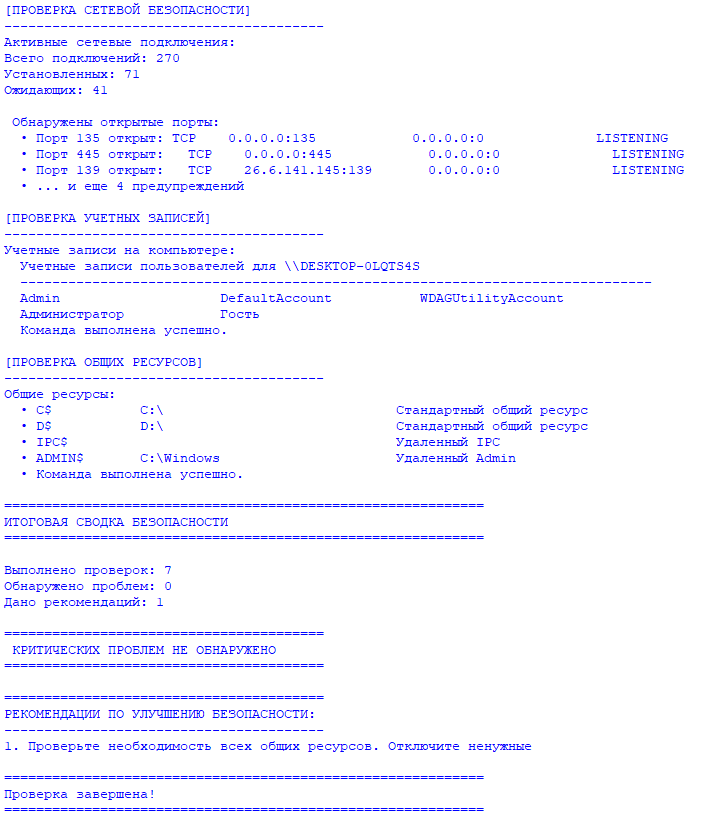 [ПРОВЕРКА СЕТЕВОЙ БЕЗОПАСНОСТИ]
----------------------------------------
Активные сетевые подключения:
Всего подключений: 270
Установленных: 71
Ожидающих: 41
Обнаружены открытые порты:
• Порт 135 открыт: TCP    0.0.0.0:135            0.0.0.0:0              LISTENING
• Порт 445 открыт:   TCP    0.0.0.0:445            0.0.0.0:0              LISTENING
• Порт 139 открыт:   TCP    26.6.141.145:139       0.0.0.0:0              LISTENING
• ... и еще 4 предупреждений
[ПРОВЕРКА УЧЕТНЫХ ЗАПИСЕЙ]
----------------------------------------
Учетные записи на компьютере:
Учетные записи пользователей для \\DESKTOP-0LQTS4S
-------------------------------------------------------------------------------
Admin                    DefaultAccount           WDAGUtilityAccount
Администратор            Гость
Команда выполнена успешно.
[ПРОВЕРКА ОБЩИХ РЕСУРСОВ]
----------------------------------------
Общие ресурсы:
• C$           C:\                             Стандартный общий ресурс
• D$           D:\                             Стандартный общий ресурс
• IPC$                                         Удаленный IPC
• ADMIN$       C:\Windows                      Удаленный Admin
• Команда выполнена успешно.
============================================================
ИТОГОВАЯ СВОДКА БЕЗОПАСНОСТИ
============================================================
Выполнено проверок: 7
Обнаружено проблем: 0
Дано рекомендаций: 1
========================================
КРИТИЧЕСКИХ ПРОБЛЕМ НЕ ОБНАРУЖЕНО
========================================
========================================
РЕКОМЕНДАЦИИ ПО УЛУЧШЕНИЮ БЕЗОПАСНОСТИ:
----------------------------------------
1. Проверьте необходимость всех общих ресурсов. Отключите ненужные
============================================================
Проверка завершена!
============================================================